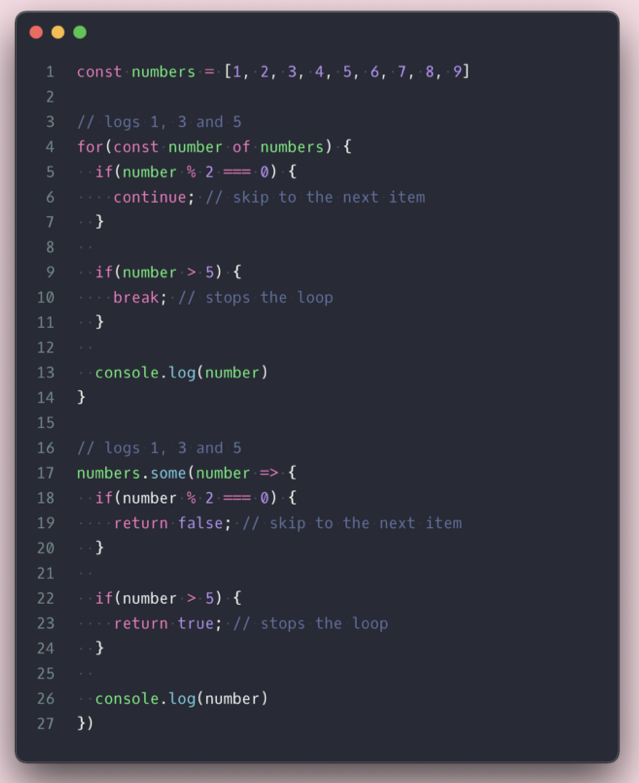 1 const numbers = [1, 2, 3, 4, 5, 6, 7, 8, 9]
2
3 // logs 1, 3 and 5
4 for(const number of numbers) {
5   if(number % 2 === 0) {
6     continue; // skip to the next item
7   }
8
9   if(number > 5) {
10     break; // stops the loop
11   }
12
13   console.log(number)
14 }
15
16 // logs 1, 3 and 5
17 numbers.some(number => {
18   if(number % 2 === 0) {
19     return false; // skip to the next item
20   }
21
22   if(number > 5) {
23     return true; // stops the loop
24   }
25
26   console.log(number)
27 })